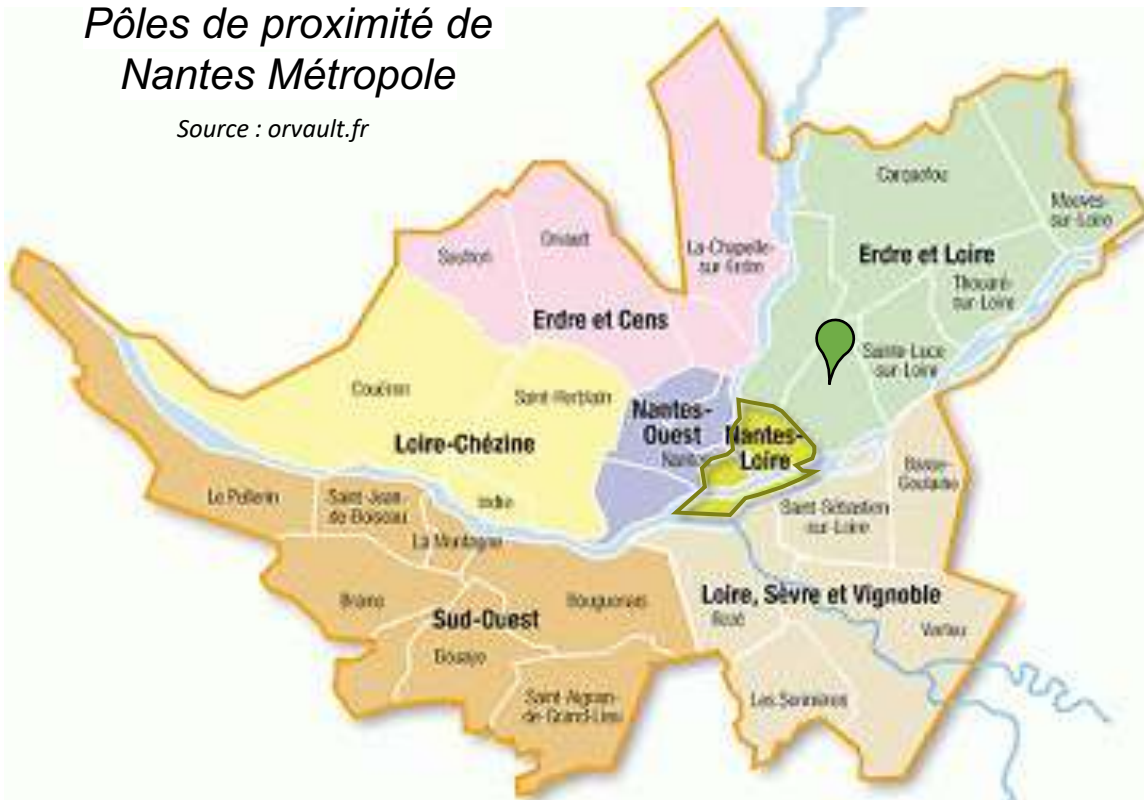 Pôles de proximité de
Nantes Métropole
Source : orvault.fr
Carquefou
Mauves-
sur-Loire
Orvault
Sautron
La-Chapelle-
sur-Erdre
Erdre et Loire
Thouaré-
sur-Loire
Erdre et Cens
Sainte-Luce
sur-Loire
Couëron
Saint-Herblain
Nantes-
Ouest
Nantes
Nantes-
Loire
Loire-Chézine
Basse-
Goulaine
Le Pellerin
Saint-Jean-
de-Boiseau
Indre
Saint-Sébastien
sur-Loire
La Montagne
Brains
Bouguenais
Loire, Sèvre et Vignoble
Rezé
Sud-Ouest
Vertou
Bouaye
Saint-Aignan-
de-Grand-Lieu
Les Sorinières